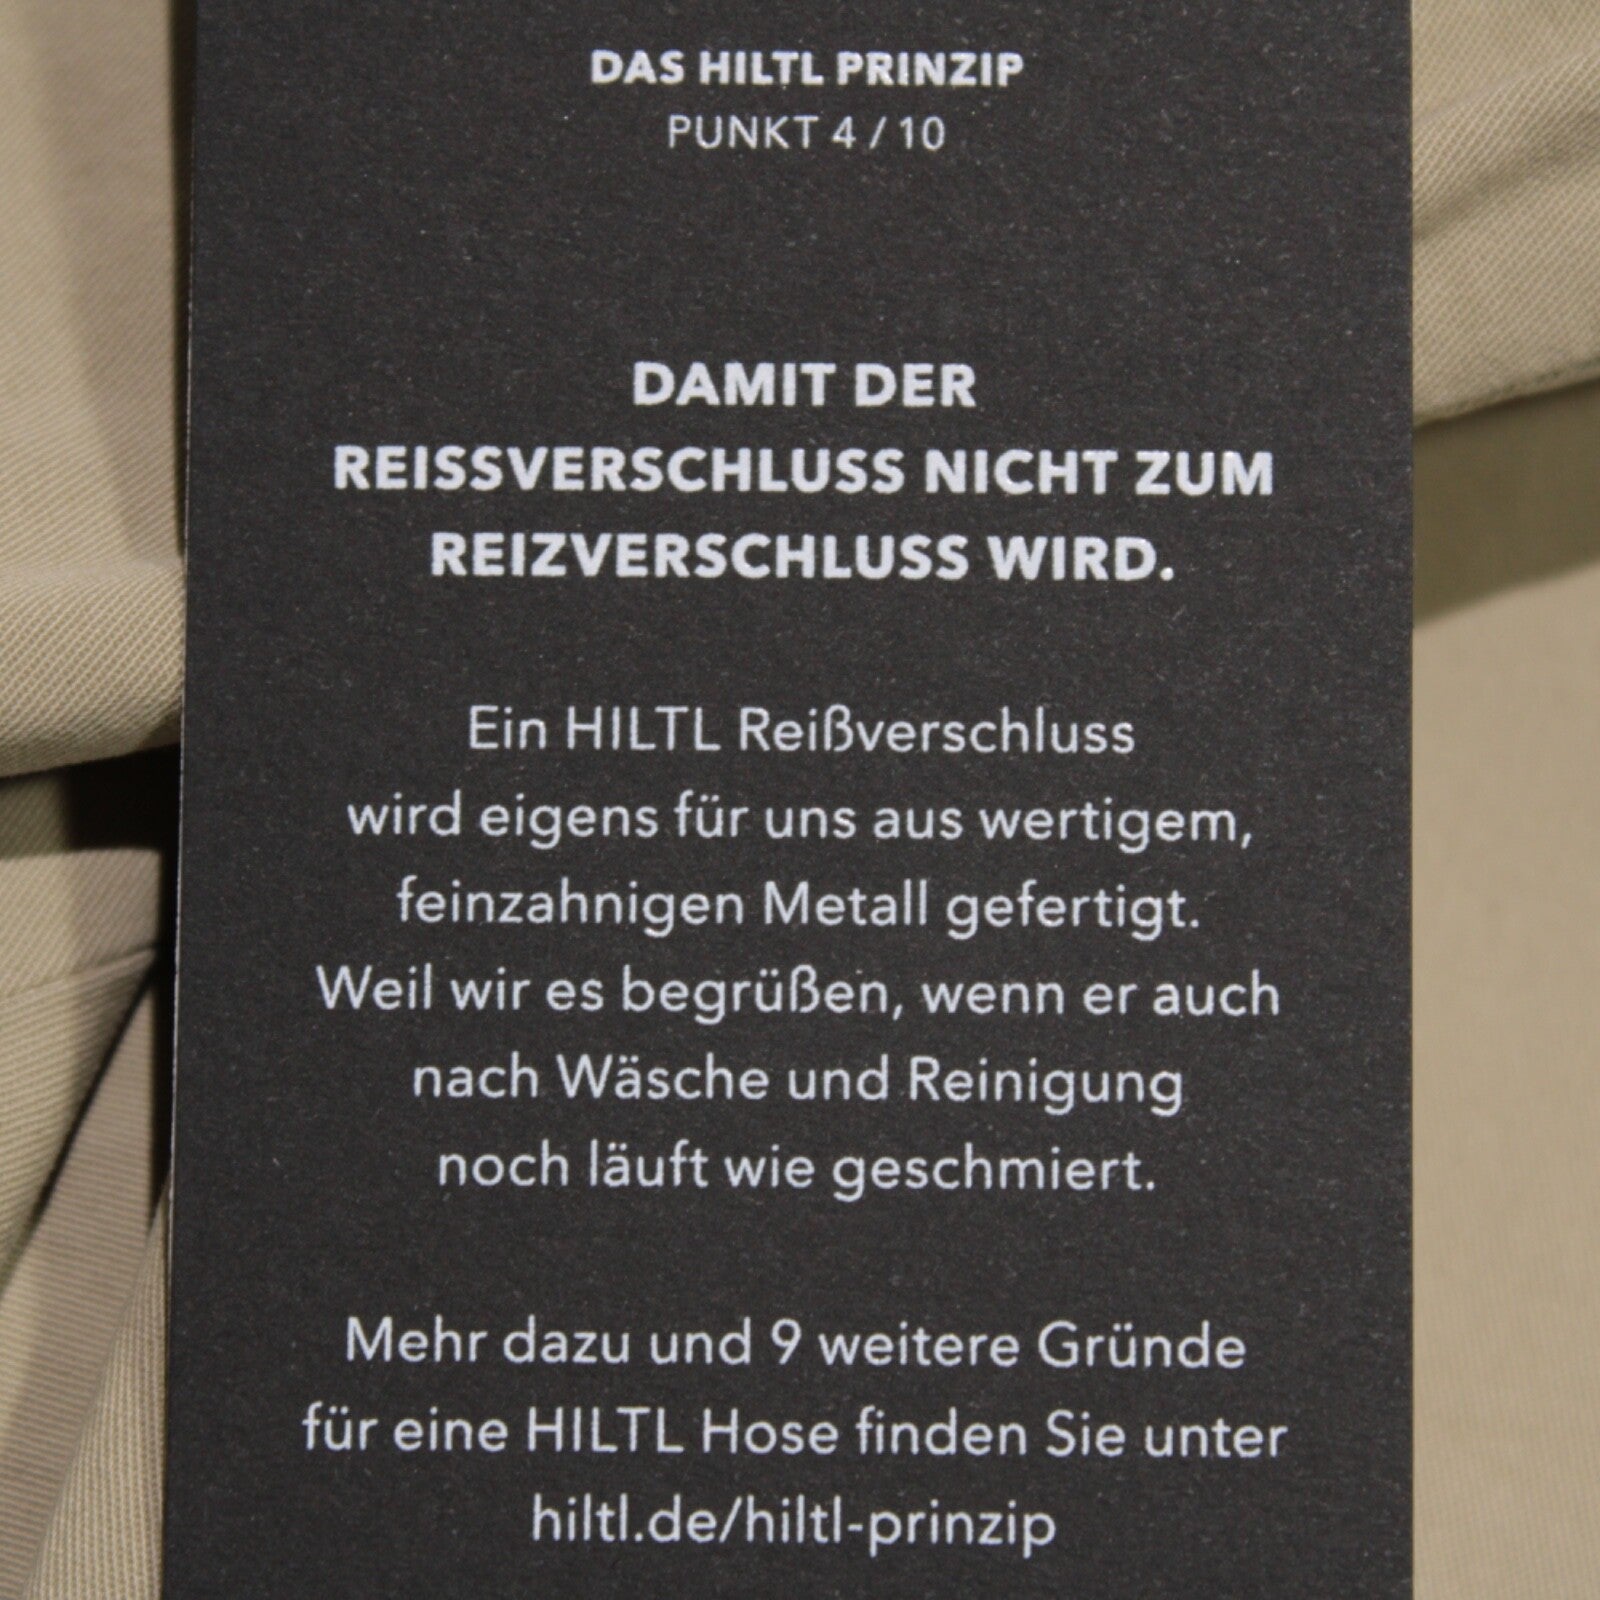 DAS HILTL PRINZIP
PUNKT 4 / 10
DAMIT DER
REISSVERSCHLUSS NICHT ZUM
REIZVERSCHLUSS WIRD.
Ein HILTL Reißverschluss
wird eigens für uns aus wertigem,
feinzahnigen Metall gefertigt.
Weil wir es begrüßen, wenn er auch
nach Wäsche und Reinigung
noch läuft wie geschmiert.
Mehr dazu und 9 weitere Gründe
für eine HILTL Hose finden Sie unter
hiltl.de/hiltl-prinzip